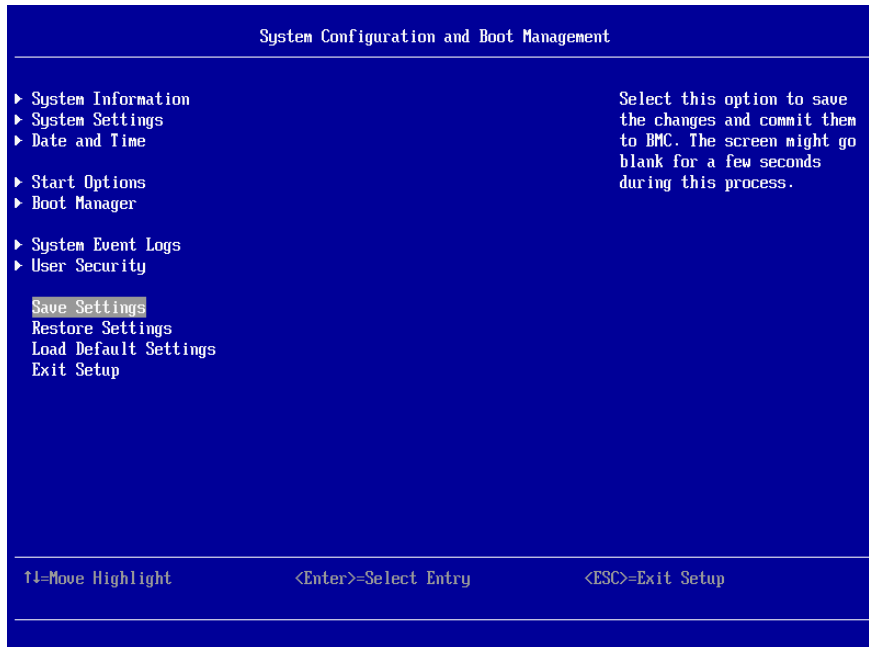 System Configuration and Boot Management
▶ System Information
▶ System Settings
▶ Date and Time
▶ Start Options
▶ Boot Manager
▶ System Event Logs
▶ User Security
Save Settings
Restore Settings
Load Default Settings
Exit Setup
Select this option to save
the changes and commit them
to BMC. The screen might go
blank for a few seconds
during this process.
↑↓=Move Highlight <Enter>=Select Entry <ESC>=Exit Setup